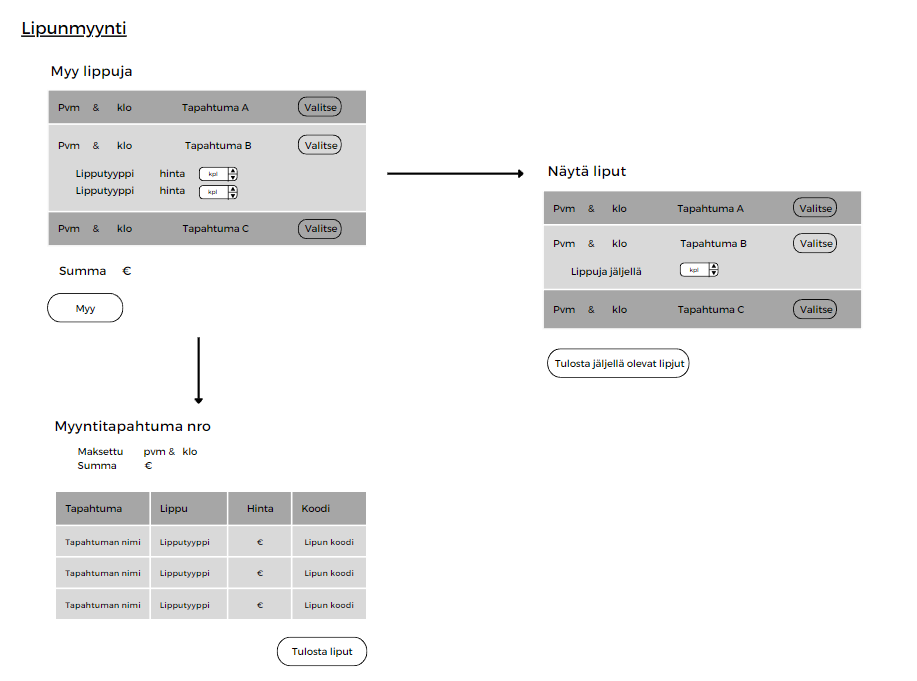 Lipunmyynti
Myy lippuja
Pvm & klo Tapahtuma A Valitse
Pvm & klo Tapahtuma B Valitse
Lipputyyppi hinta kpl
Lipputyyppi hinta kpl
Pvm & klo Tapahtuma C Valitse
Summa €
Myy
Näytä liput
Pvm & klo Tapahtuma A Valitse
Pvm & klo Tapahtuma B Valitse
Lippuja jäljellä kpl
Pvm & klo Tapahtuma C Valitse
Tulosta jäljellä olevat lipjut
Myyntitapahtuma nro
Maksettu pvm & klo
Summa €
Tapahtuma Lippu Hinta Koodi
Tapahtuman nimi Lipputyyppi € Lipun koodi
Tapahtuman nimi Lipputyyppi € Lipun koodi
Tapahtuman nimi Lipputyyppi € Lipun koodi
Tulosta liput